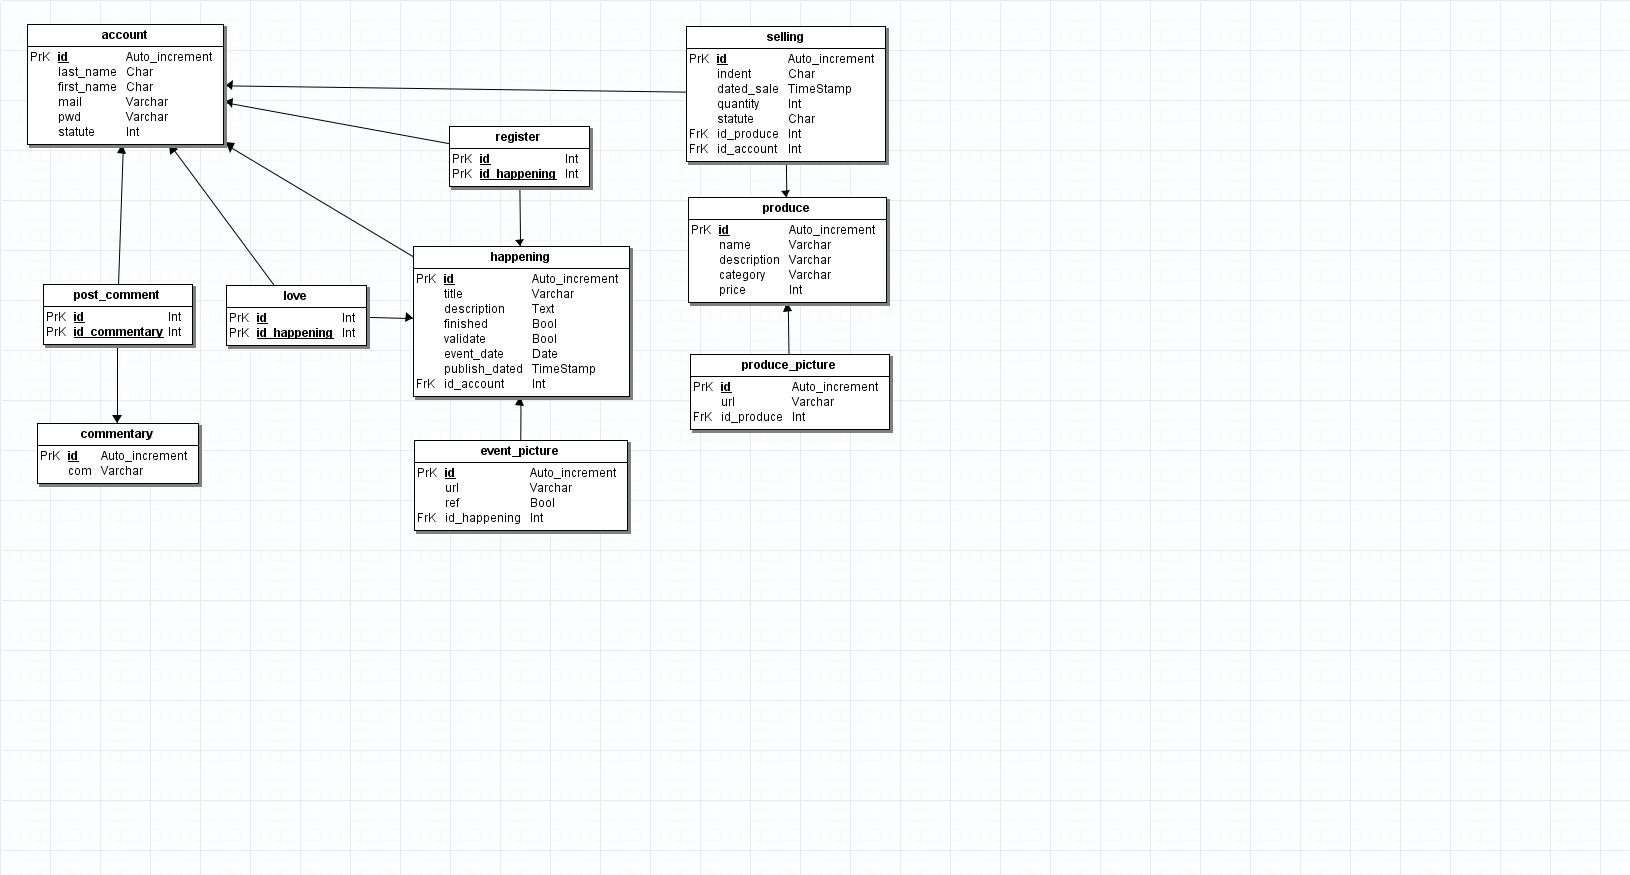 account
PrK id Auto_increment
last_name Char
first_name Char
mail Varchar
pwd Varchar
statute Int
selling
PrK id Auto_increment
indent Char
dated_sale TimeStamp
quantity Int
statute Char
FrK id_produce Int
FrK id_account Int
register
PrK id Int
PrK id_happening Int
produce
PrK id Auto_increment
name Varchar
description Varchar
category Varchar
price Int
happening
PrK id Auto_increment
title Varchar
description Text
finished Bool
validate Bool
event_date Date
publish_dated TimeStamp
FrK id_account Int
post_comment
PrK id Int
PrK id_commentary Int
love
PrK id Int
PrK id_happening Int
produce_picture
PrK id Auto_increment
url Varchar
FrK id_produce Int
commentary
PrK id Auto_increment
com Varchar
event_picture
PrK id Auto_increment
url Varchar
ref Bool
FrK id_happening Int